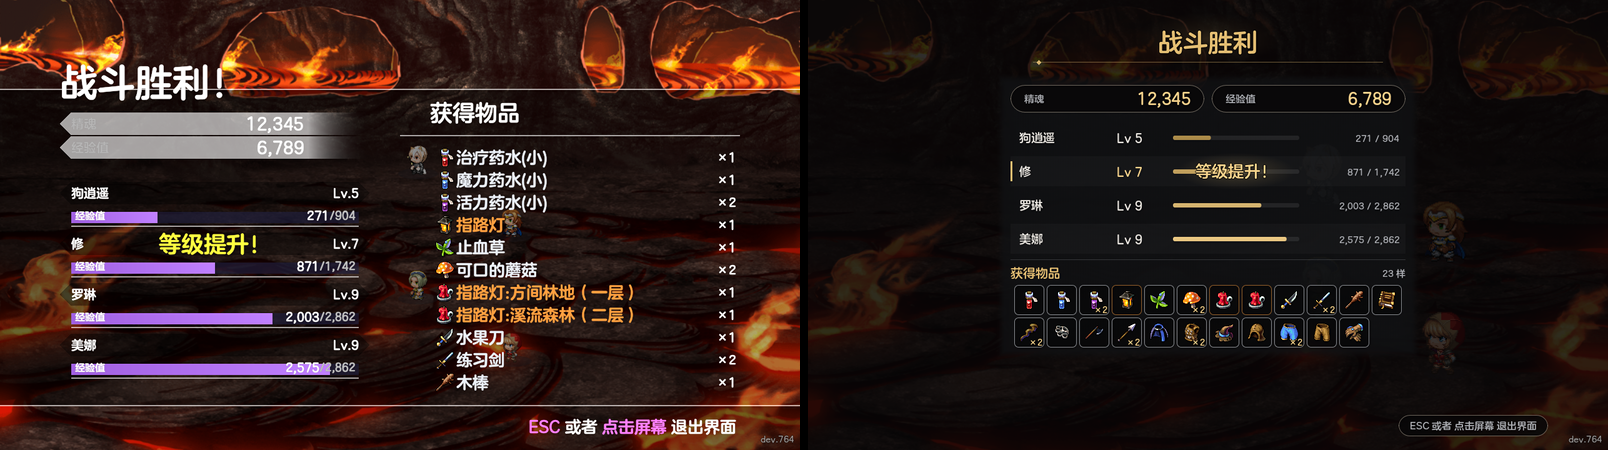 战斗胜利!
精魂 12,345
经验值 6,789
狗逍遥 Lv.5
经验值 271/904
修 等级提升! Lv.7
经验值 871/1,742
罗琳 Lv.9
经验值 2,003/2,862
美娜 Lv.9
经验值 2,575/2,862
获得物品
治疗药水(小) ×1
魔力药水(小) ×1
活力药水(小) ×2
指路灯 ×1
止血草 ×1
可口的蘑菇 ×2
指路灯:方间林地（一层） ×1
指路灯:溪流森林（二层） ×1
水果刀 ×1
练习剑 ×2
木棒 ×1
ESC 或者 点击屏幕 退出界面
dev.764
战斗胜利
精魂 12,345
经验值 6,789
狗逍遥 Lv 5 271 / 904
修 Lv 7 等级提升! 871 / 1,742
罗琳 Lv 9 2,003 / 2,862
美娜 Lv 9 2,575 / 2,862
获得物品 23 样
×2 ×2 ×2
×2 ×2 ×2 ×2
ESC 或者 点击屏幕 退出界面
dev.764